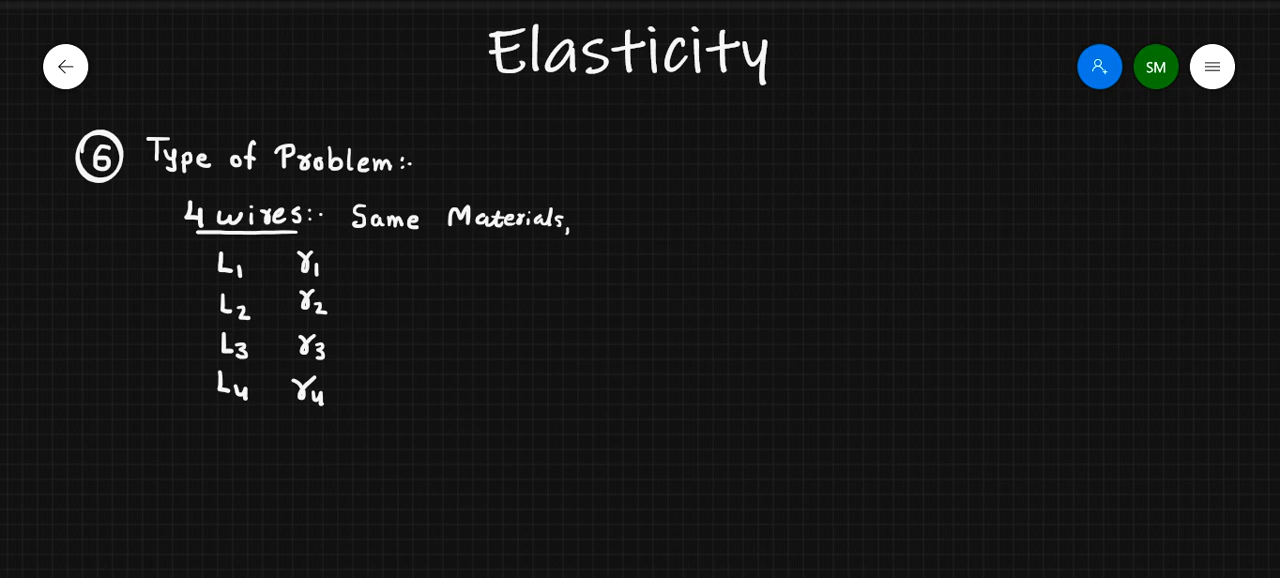 Elasticity
SM
6 Type of Problem:-
4 wires:- Same Materials,
L1 r1
L2 r2
L3 r3
L4 r4